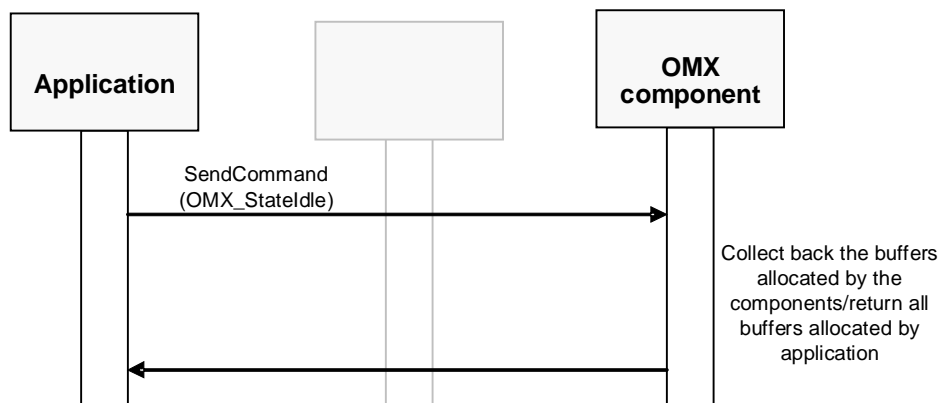 Application
OMX
component
SendCommand
(OMX_StateIdle)
Collect back the buffers
allocated by the
components/return all
buffers allocated by
application